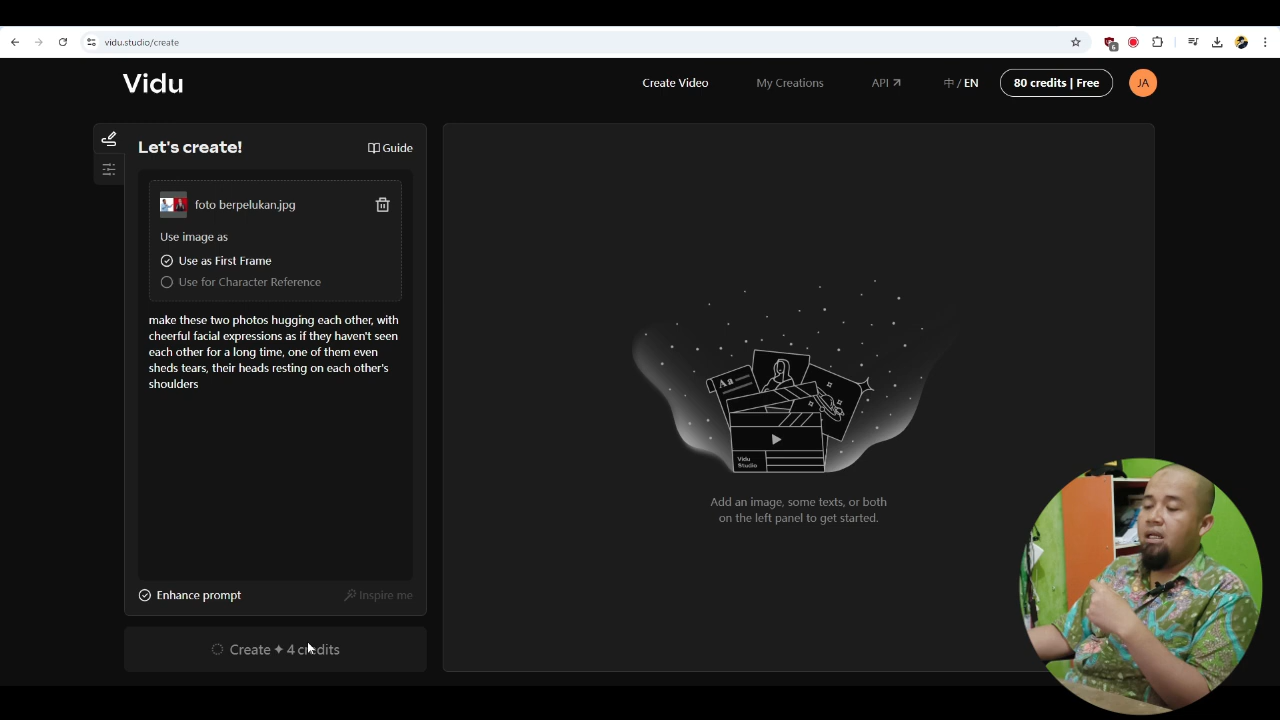 vidu.studio/create
6
Vidu
Create Video
My Creations
API
中 / EN
80 credits | Free
JA
Let's create!
Guide
foto berpelukan.jpg
Use image as
Use as First Frame
Use for Character Reference
make these two photos hugging each other, with
cheerful facial expressions as if they haven't seen
each other for a long time, one of them even
sheds tears, their heads resting on each other's
shoulders
Enhance prompt
Inspire me
Create ✦ 4 credits
Aa
Vidu
Studio
Add an image, some texts, or both
on the left panel to get started.